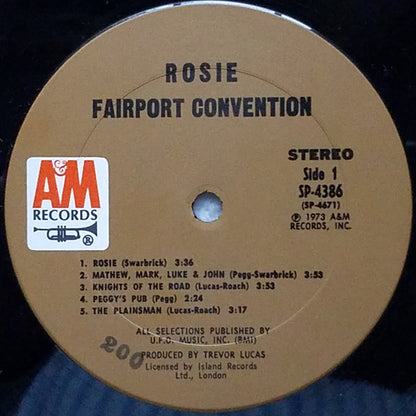 ROSIE
FAIRPORT CONVENTION
STEREO
Side 1
SP-4386
(SP-4671)
℗ 1973 A&M
RECORDS, INC.
A&M
RECORDS
®
1. ROSIE (Swarbrick) 3:36
2. MATHEW, MARK, LUKE & JOHN (Pegg-Swarbrick) 3:53
3. KNIGHTS OF THE ROAD (Lucas-Roach) 3:53
4. PEGGY'S PUB (Pegg) 2:24
5. THE PLAINSMAN (Lucas-Roach) 3:17
ALL SELECTIONS PUBLISHED BY
U.F.O. MUSIC, INC. (BMI)
200
PRODUCED BY TREVOR LUCAS
Licensed by Island Records
Ltd., London